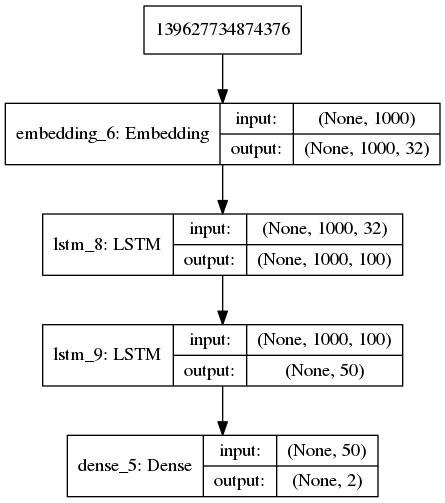 139627734874376
embedding_6: Embedding
input: (None, 1000)
output: (None, 1000, 32)
lstm_8: LSTM
input: (None, 1000, 32)
output: (None, 1000, 100)
lstm_9: LSTM
input: (None, 1000, 100)
output: (None, 50)
dense_5: Dense
input: (None, 50)
output: (None, 2)